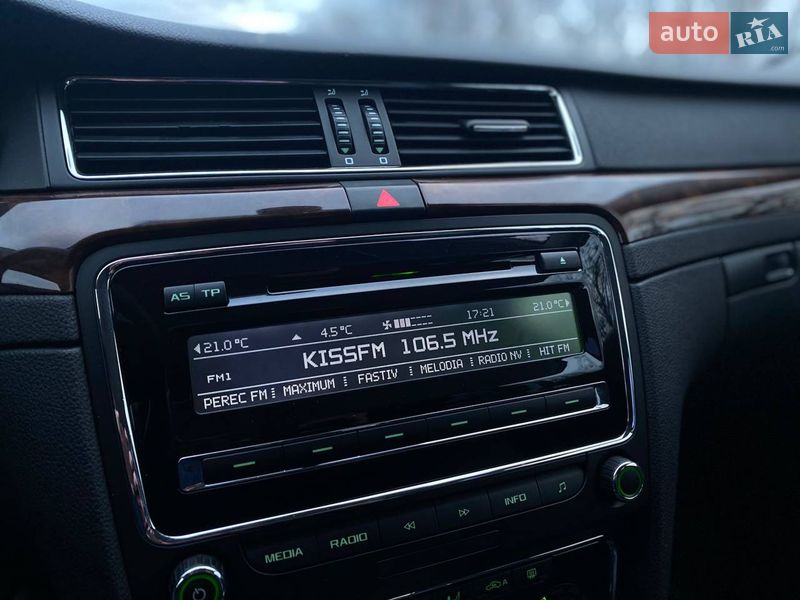 auto RIA .com
AS TP
21.0°C 4.5°C 17:21 21.0°C
KISSFM 106.5 MHz
FM1
PEREC FM MAXIMUM FASTIV MELODIA RADIO NV HIT FM
MEDIA RADIO INFO
A